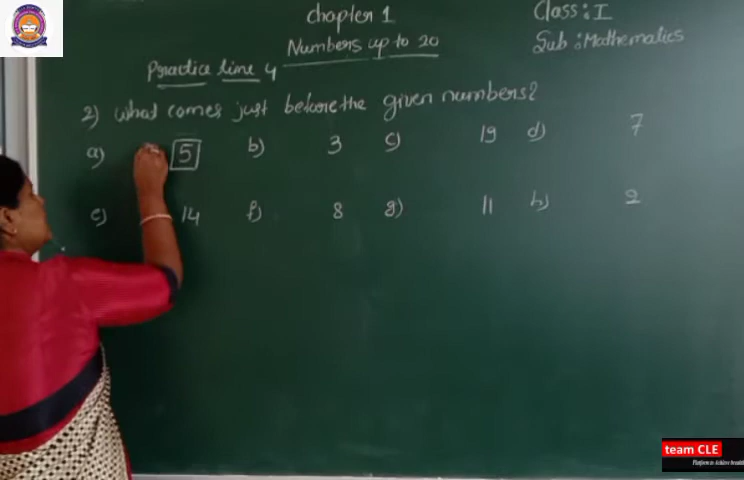 Chapter 1
Class : I
Numbers up to 20
Sub : Mathematics
Practice time 4
2) What comes just before the given numbers?
a) 5 b) 3 c) 19 d) 7
e) 14 f) 8 g) 11 h) 2
team CLE